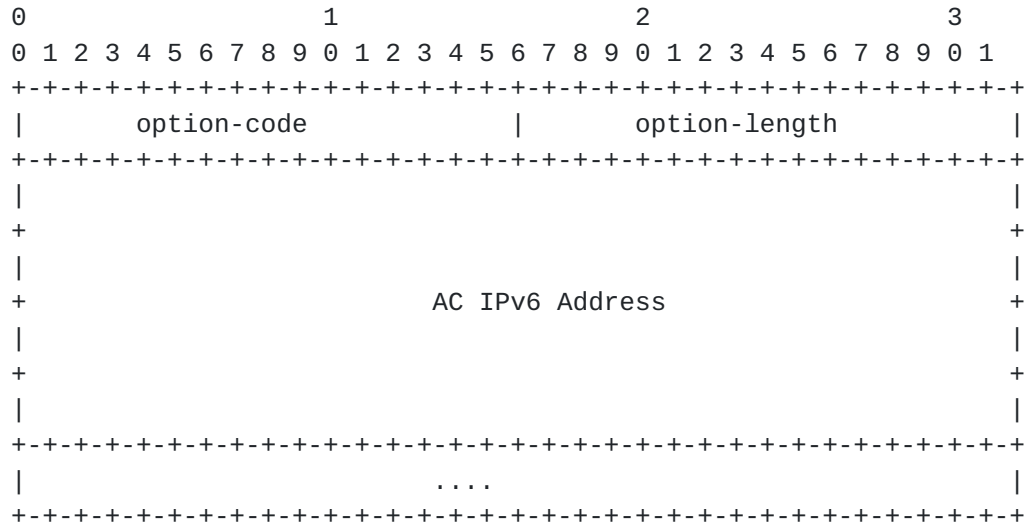 0                   1                   2                   3
0 1 2 3 4 5 6 7 8 9 0 1 2 3 4 5 6 7 8 9 0 1 2 3 4 5 6 7 8 9 0 1
+-+-+-+-+-+-+-+-+-+-+-+-+-+-+-+-+-+-+-+-+-+-+-+-+-+-+-+-+-+-+-+-+
|       option-code             |       option-length           |
+-+-+-+-+-+-+-+-+-+-+-+-+-+-+-+-+-+-+-+-+-+-+-+-+-+-+-+-+-+-+-+-+
|                                                               |
+                                                               +
|                                                               |
+                          AC IPv6 Address                      +
|                                                               |
+                                                               +
|                                                               |
+-+-+-+-+-+-+-+-+-+-+-+-+-+-+-+-+-+-+-+-+-+-+-+-+-+-+-+-+-+-+-+-+
|                          ....                                 |
+-+-+-+-+-+-+-+-+-+-+-+-+-+-+-+-+-+-+-+-+-+-+-+-+-+-+-+-+-+-+-+-+